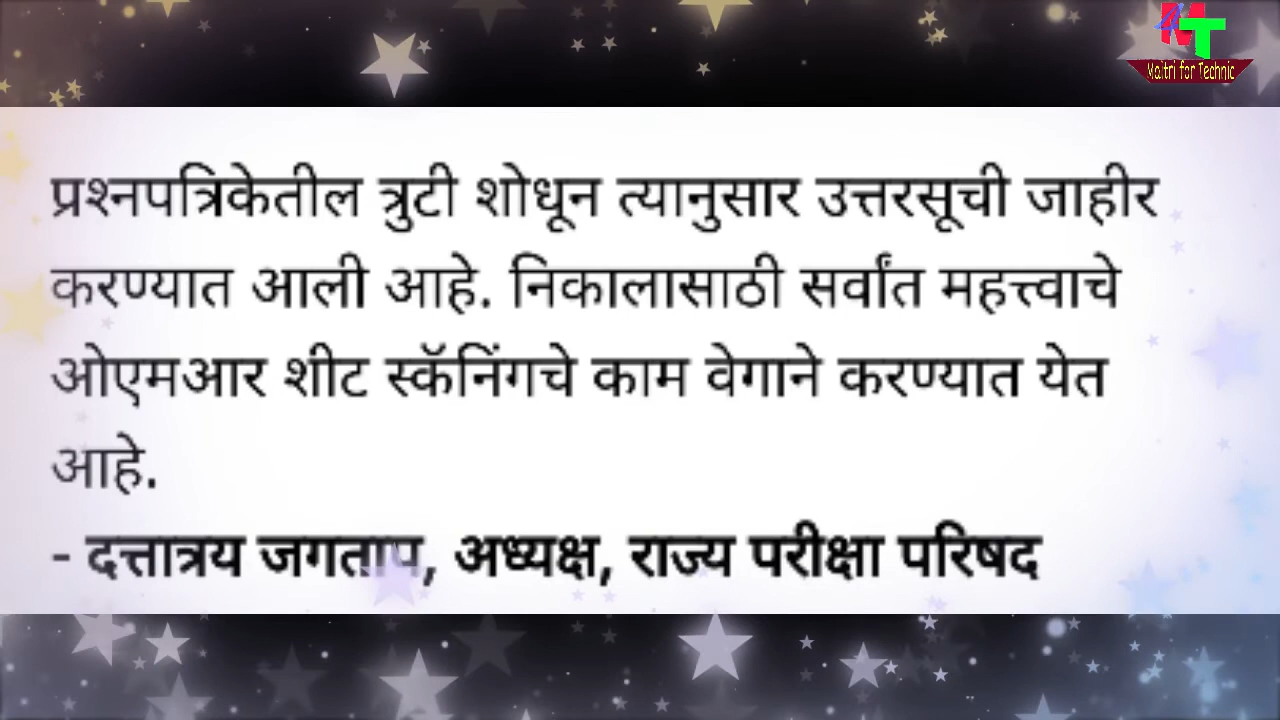 MT
Maitri for Technic
प्रश्नपत्रिकेतील त्रुटी शोधून त्यानुसार उत्तरसूची जाहीर
करण्यात आली आहे. निकालासाठी सर्वांत महत्त्वाचे
ओएमआर शीट स्कॅनिंगचे काम वेगाने करण्यात येत
आहे.
- दत्तात्रय जगताप, अध्यक्ष, राज्य परीक्षा परिषद